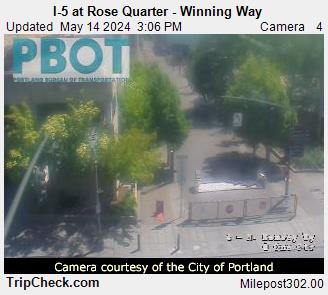 I-5 at Rose Quarter - Winning Way
Updated May 14 2024 3:06 PM Camera 4
PBOT
PORTLAND BUREAU OF TRANSPORTATION
Camera courtesy of the City of Portland
TripCheck.com Milepost302.00